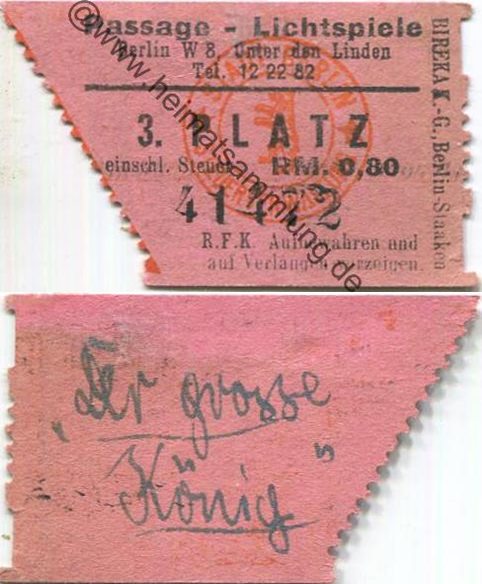 Passage - Lichtspiele
Berlin W 8, Unter den Linden
Tel. 12 22 82
3. PLATZ
einschl. Steuer RM. 0,80
R.F.K. Aufbewahren und
auf Verlangen vorzeigen.
BIREKA K.-G., Berlin-Staaken
@www.heimatsammlung.de
„Der grosse
König"